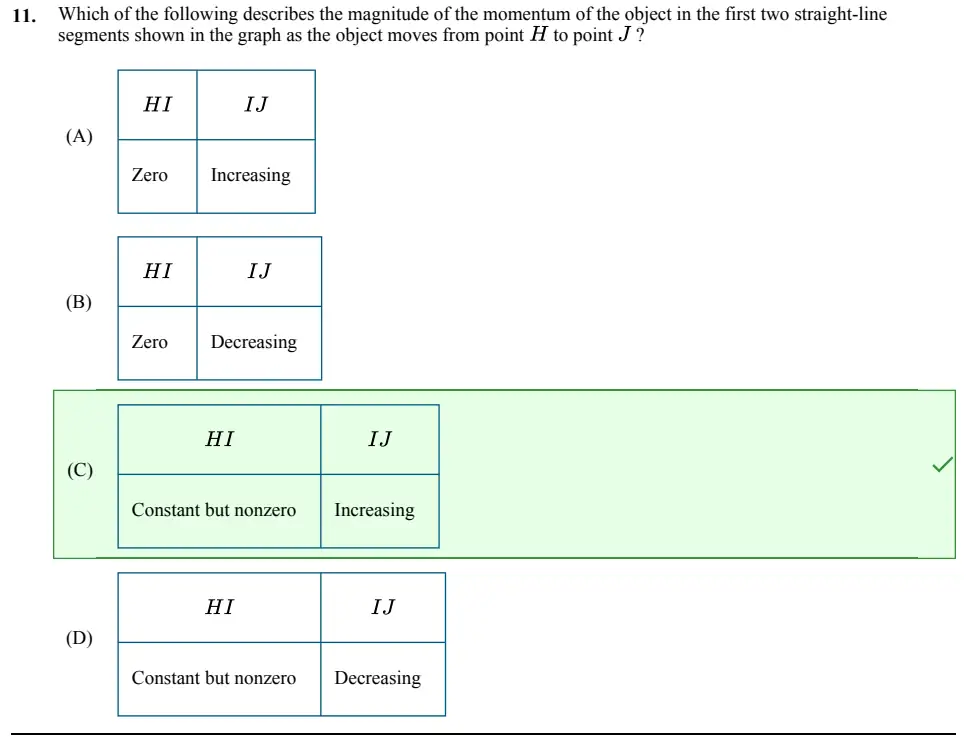 11. Which of the following describes the magnitude of the momentum of the object in the first two straight-line
segments shown in the graph as the object moves from point H to point J ?
(A)
HI IJ
Zero Increasing
(B)
HI IJ
Zero Decreasing
(C)
HI IJ
Constant but nonzero Increasing
(D)
HI IJ
Constant but nonzero Decreasing